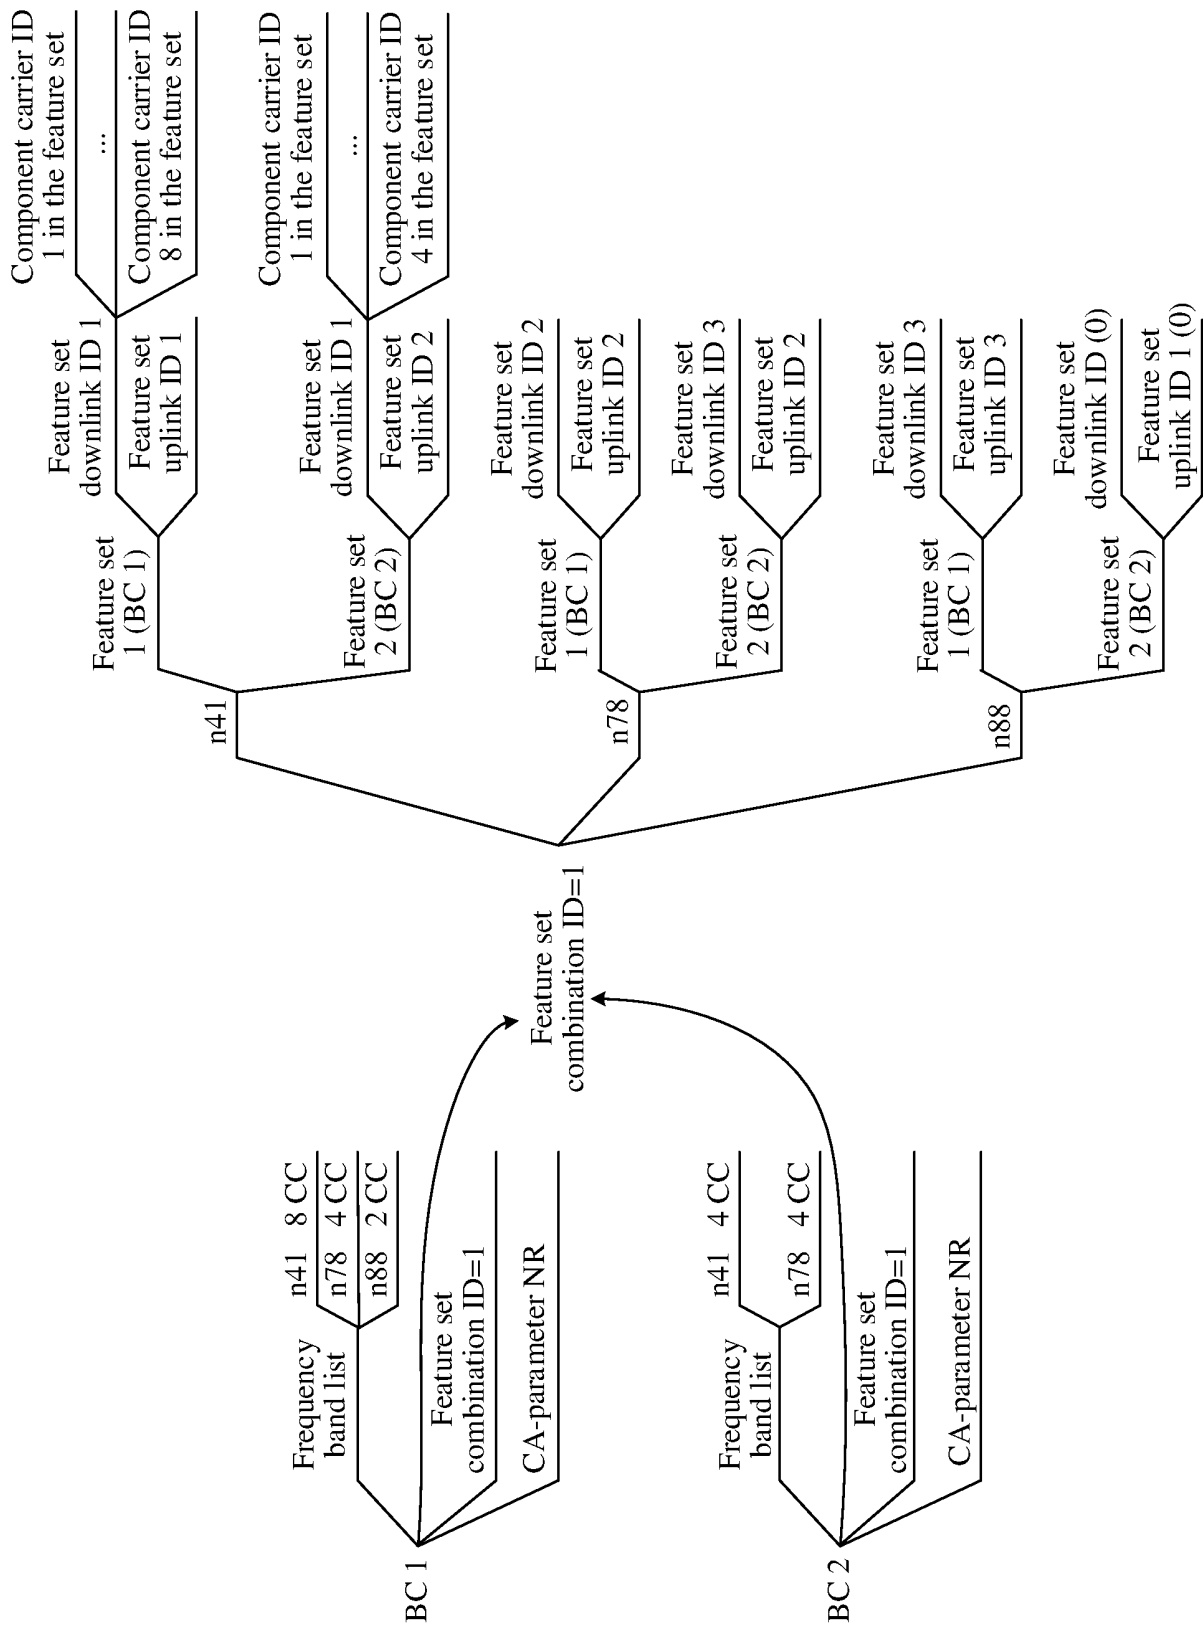 BC 1
Frequency
band list
n41 8 CC
n78 4 CC
n88 2 CC
Feature set
combination ID=1
CA-parameter NR
BC 2
Frequency
band list
n41 4 CC
n78 4 CC
Feature set
combination ID=1
CA-parameter NR
Feature set
combination ID=1
n41
Feature set
1 (BC 1)
Feature set
downlink ID 1
Component carrier ID
1 in the feature set
...
Component carrier ID
8 in the feature set
Feature set
uplink ID 1
Feature set
2 (BC 2)
Feature set
downlink ID 1
Component carrier ID
1 in the feature set
...
Component carrier ID
4 in the feature set
Feature set
uplink ID 2
n78
Feature set
1 (BC 1)
Feature set
downlink ID 2
Feature set
uplink ID 2
Feature set
2 (BC 2)
Feature set
downlink ID 3
Feature set
uplink ID 2
n88
Feature set
1 (BC 1)
Feature set
downlink ID 3
Feature set
uplink ID 3
Feature set
2 (BC 2)
Feature set
downlink ID (0)
Feature set
uplink ID 1 (0)